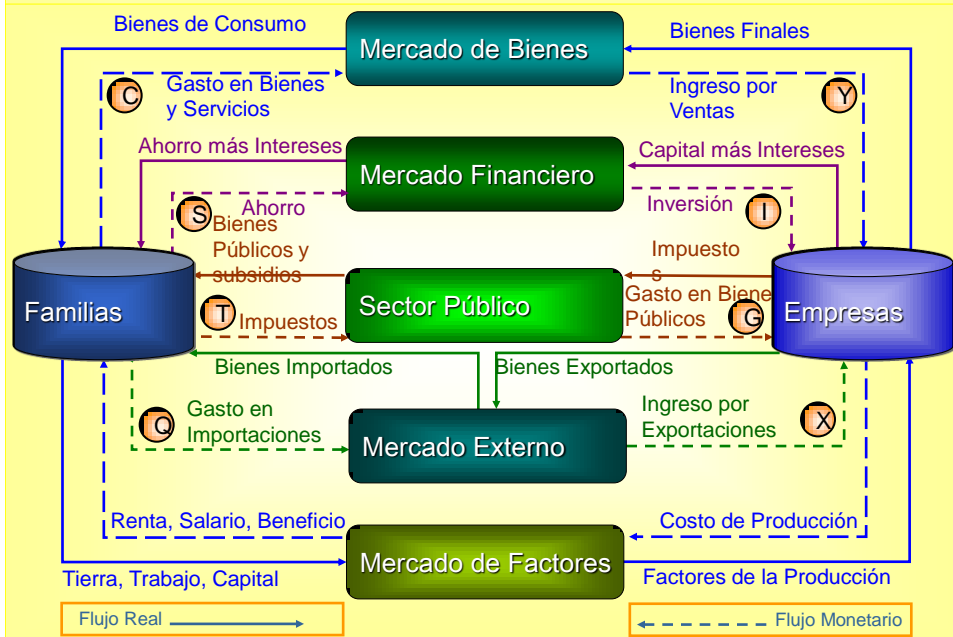 Bienes de Consumo
Mercado de Bienes
Bienes Finales
C
Gasto en Bienes
y Servicios
Ingreso por
Ventas
Y
Ahorro más Intereses
Mercado Financiero
Capital más Intereses
S
Ahorro
Inversión
I
Bienes
Públicos y
subsidios
Impuesto
s
Familias
T
Impuestos
Sector Público
Gasto en Biene
Públicos
G
Empresas
Bienes Importados
Bienes Exportados
Q
Gasto en
Importaciones
Mercado Externo
Ingreso por
Exportaciones
X
Renta, Salario, Beneficio
Costo de Producción
Mercado de Factores
Tierra, Trabajo, Capital
Factores de la Producción
Flujo Real
Flujo Monetario